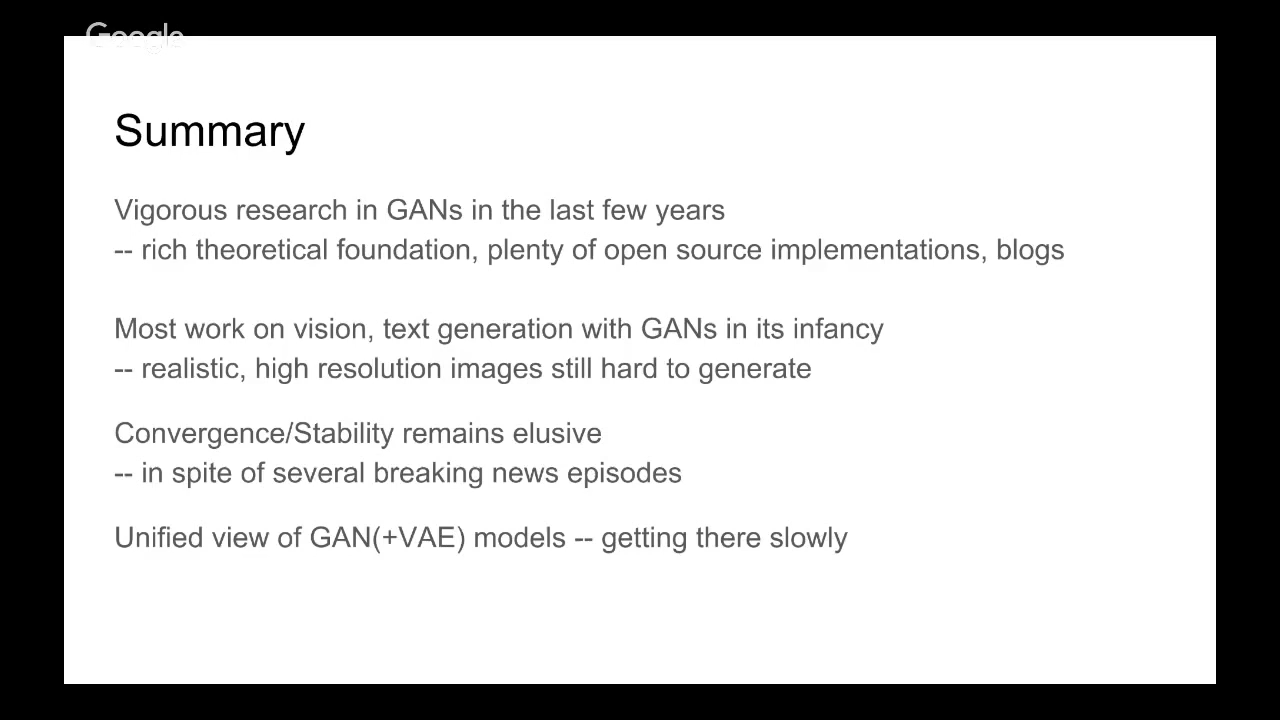 Google
Summary
Vigorous research in GANs in the last few years
-- rich theoretical foundation, plenty of open source implementations, blogs
Most work on vision, text generation with GANs in its infancy
-- realistic, high resolution images still hard to generate
Convergence/Stability remains elusive
-- in spite of several breaking news episodes
Unified view of GAN(+VAE) models -- getting there slowly